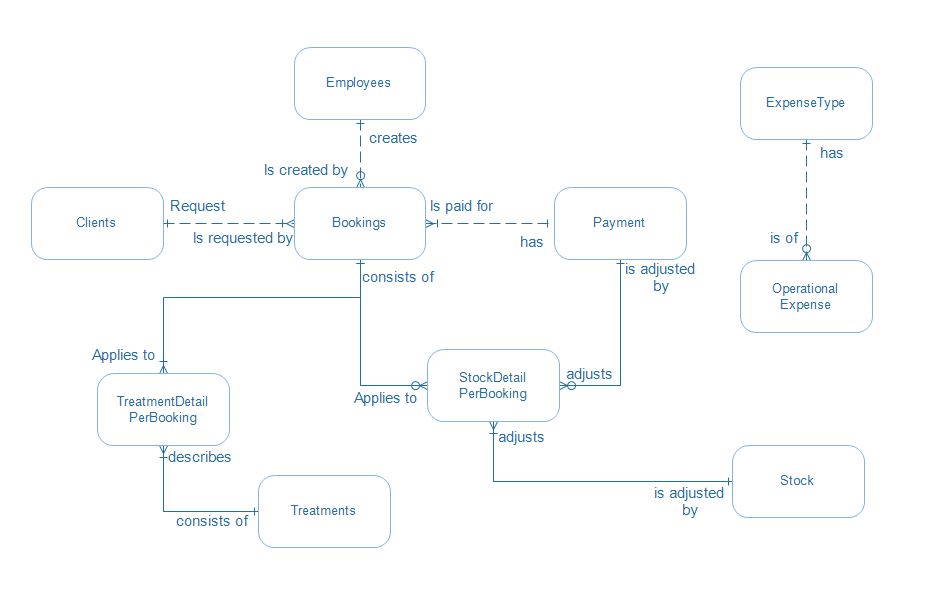 Employees
ExpenseType
creates
has
Is created by
Request
Is paid for
Clients
Bookings
Payment
Is requested by
has
is of
consists of
is adjusted
by
Operational
Expense
Applies to
adjusts
StockDetail
PerBooking
Applies to
TreatmentDetail
PerBooking
adjusts
describes
Stock
is adjusted
by
Treatments
consists of